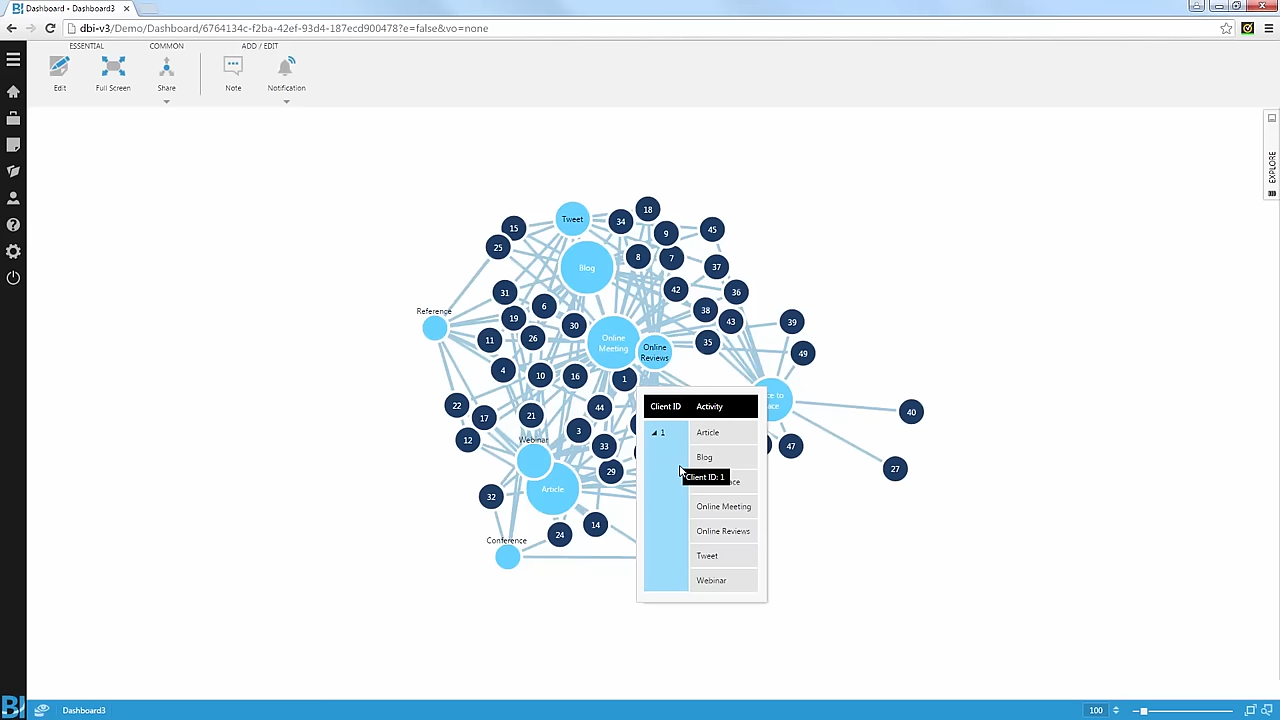 Dashboard • Dashboard3
dbi-v3/Demo/Dashboard/6764134c-f2ba-42ef-93d4-187ecd900478?e=false&vo=none
ESSENTIAL
COMMON
ADD / EDIT
Edit
Full Screen
Share
Note
Notification
EXPLORE
18
Tweet
34
15
45
9
25
8
7
Blog
37
42
36
31
6
Reference
38
19
43
39
30
26
11
Online
Meeting
35
Online
Reviews
49
4
10
16
1
ce to
ace
22
44
40
17
21
3
12
Webinar
33
47
29
27
Article
32
14
24
Conference
Client ID
Activity
1
Article
Blog
Client ID: 1
ce
Online Meeting
Online Reviews
Tweet
Webinar
Dashboard3
100